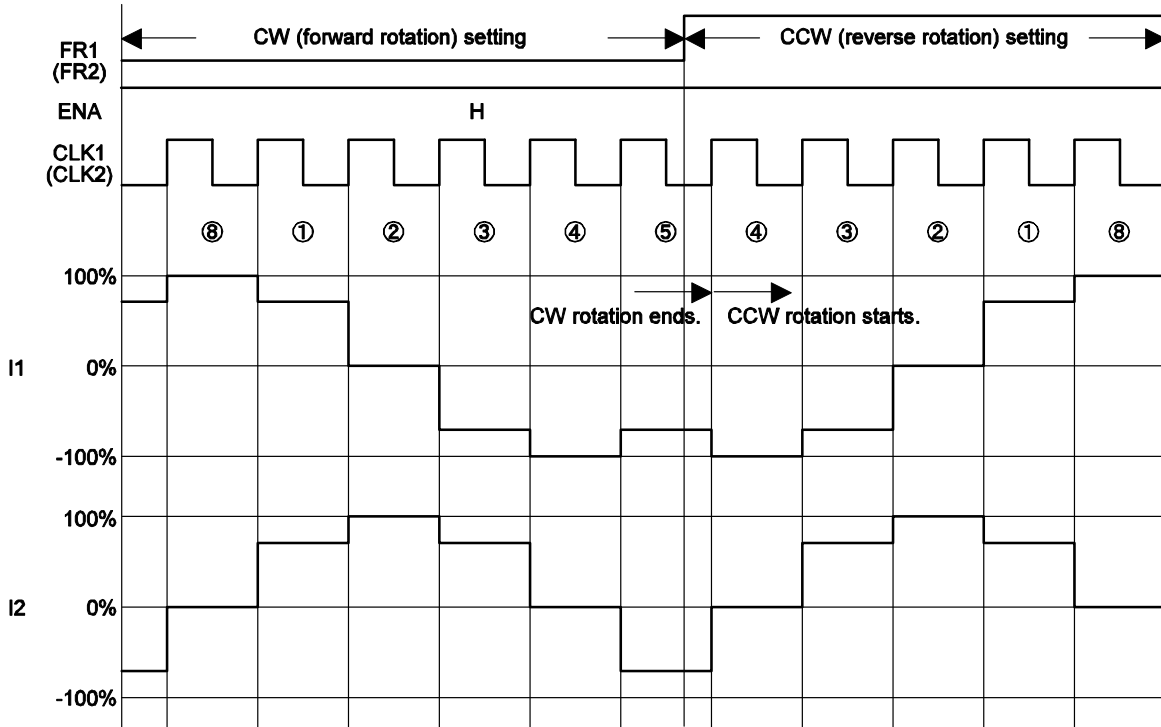 CW (forward rotation) setting
CCW (reverse rotation) setting
FR1
(FR2)
ENA
H
CLK1
(CLK2)
⑧ ① ② ③ ④ ⑤ ④ ③ ② ① ⑧
100%
CW rotation ends.
CCW rotation starts.
I1
0%
-100%
100%
I2
0%
-100%